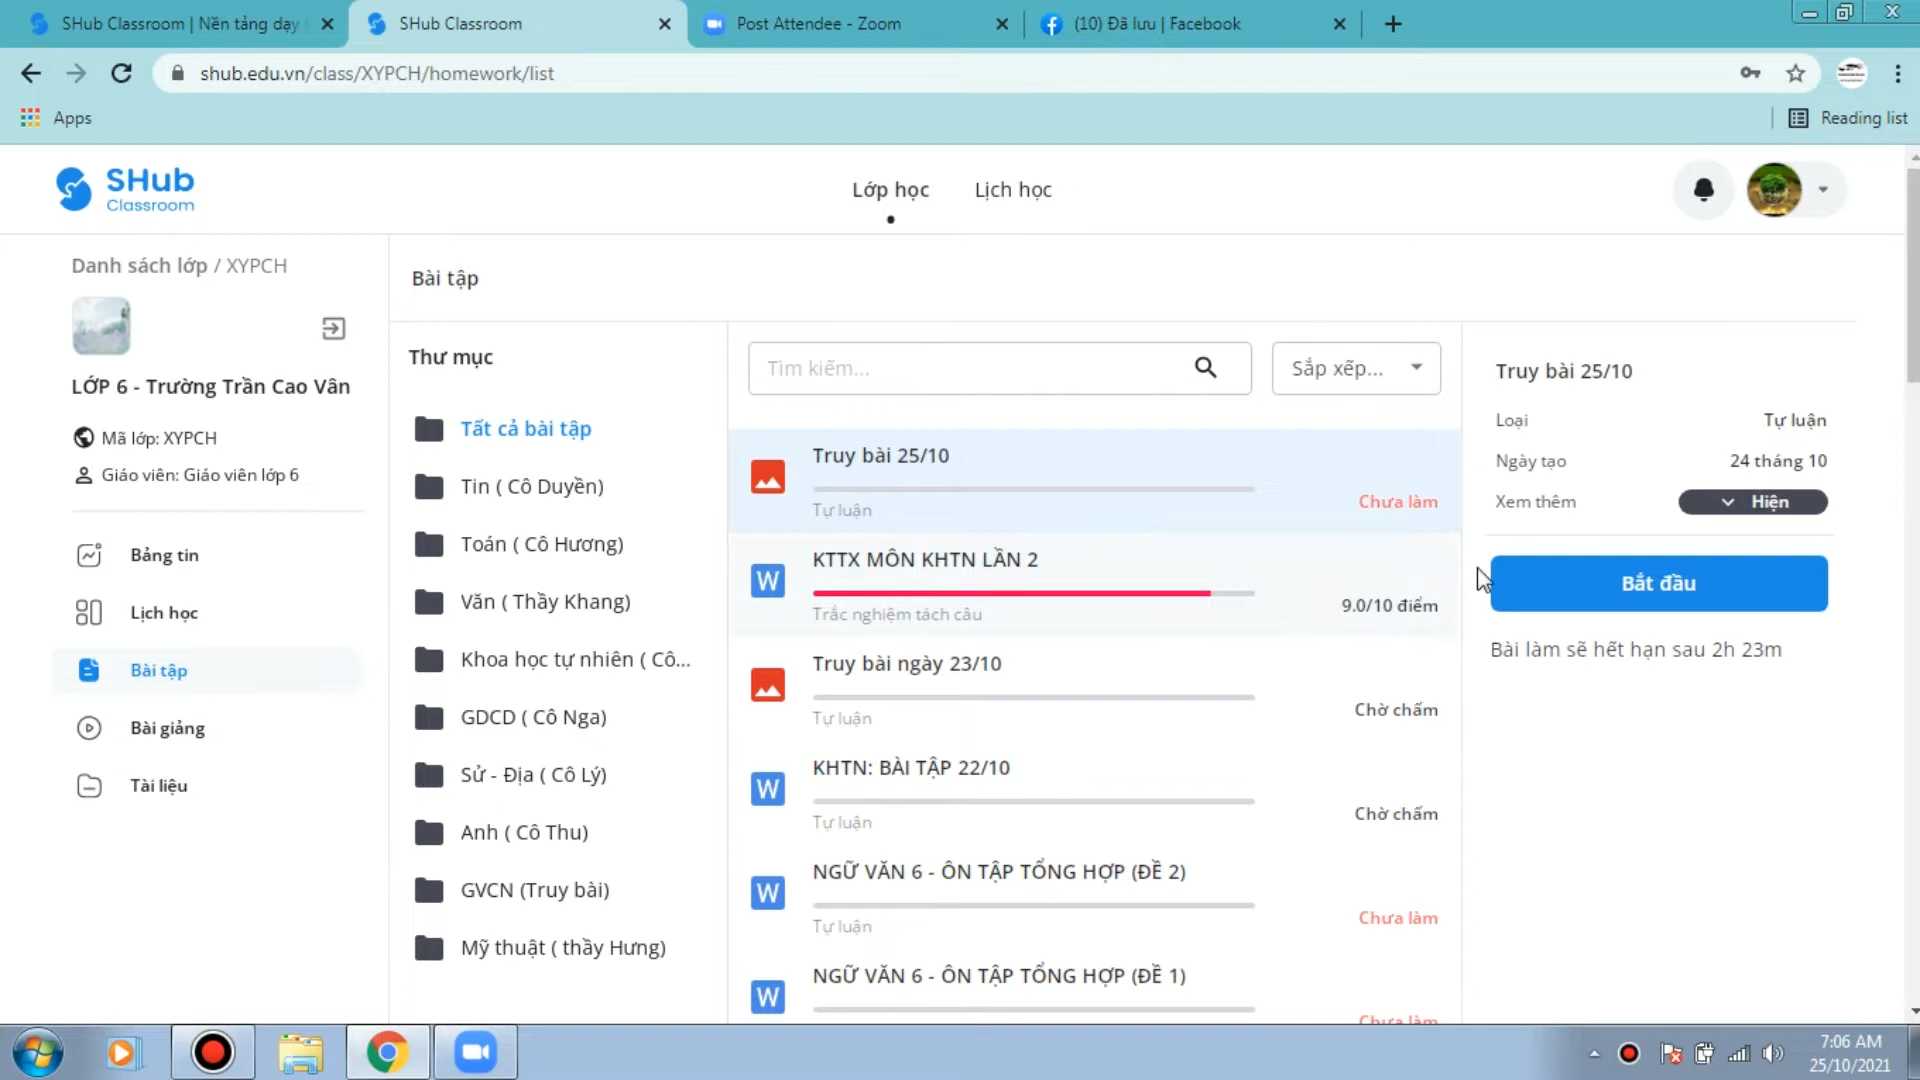 SHub Classroom | Nền tảng dạy
SHub Classroom
Post Attendee - Zoom
(10) Đã lưu | Facebook
shub.edu.vn/class/XYPCH/homework/list
Apps
Reading list
SHub
Classroom
Lớp học
Lịch học
Danh sách lớp / XYPCH
LỚP 6 - Trường Trần Cao Vân
Mã lớp: XYPCH
Giáo viên: Giáo viên lớp 6
Bảng tin
Lịch học
Bài tập
Bài giảng
Tài liệu
Bài tập
Thư mục
Tất cả bài tập
Tin ( Cô Duyền)
Toán ( Cô Hương)
Văn ( Thầy Khang)
Khoa học tự nhiên ( Cô...
GDCD ( Cô Nga)
Sử - Địa ( Cô Lý)
Anh ( Cô Thu)
GVCN (Truy bài)
Mỹ thuật ( thầy Hưng)
Tìm kiếm...
Sắp xếp...
Truy bài 25/10
Tự luận
Chưa làm
W
KTTX MÔN KHTN LẦN 2
Trắc nghiệm tách câu
9.0/10 điểm
Truy bài ngày 23/10
Tự luận
Chờ chấm
W
KHTN: BÀI TẬP 22/10
Tự luận
Chờ chấm
W
NGỮ VĂN 6 - ÔN TẬP TỔNG HỢP (ĐỀ 2)
Tự luận
Chưa làm
W
NGỮ VĂN 6 - ÔN TẬP TỔNG HỢP (ĐỀ 1)
Chưa làm
Truy bài 25/10
Loại
Tự luận
Ngày tạo
24 tháng 10
Xem thêm
Hiện
Bắt đầu
Bài làm sẽ hết hạn sau 2h 23m
7:06 AM
25/10/2021